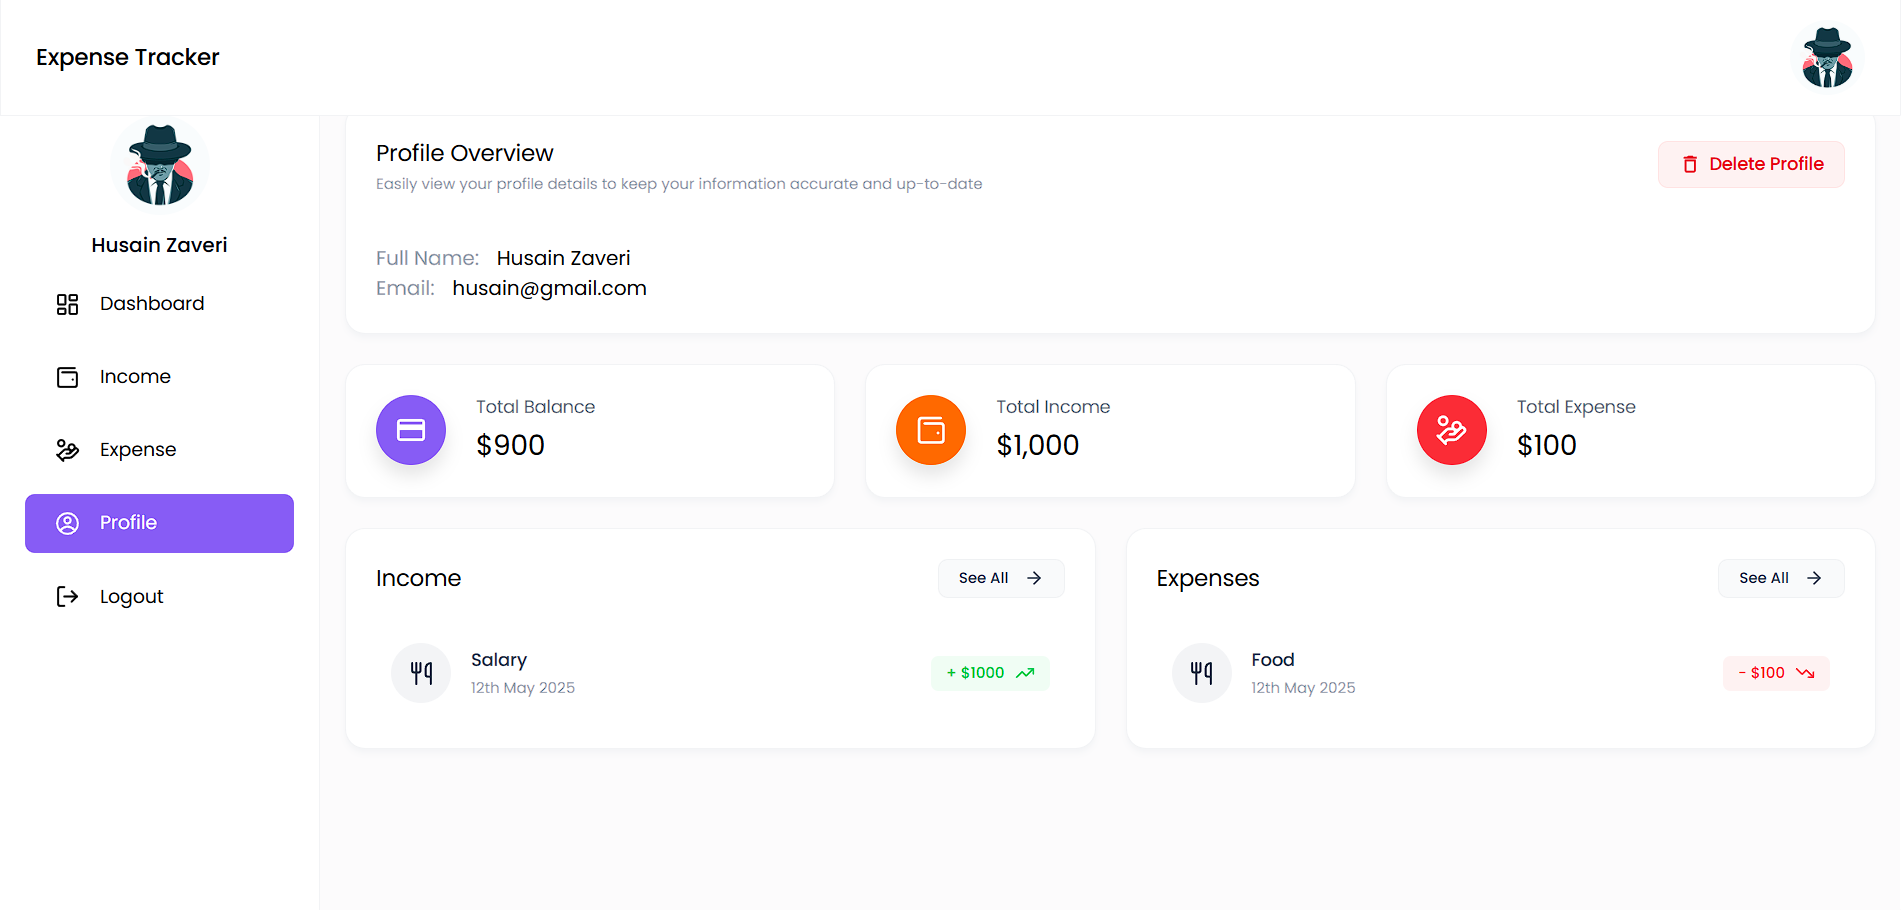 Expense Tracker
Husain Zaveri
Dashboard
Income
Expense
Profile
Logout
Profile Overview
Easily view your profile details to keep your information accurate and up-to-date
Delete Profile
Full Name: Husain Zaveri
Email: husain@gmail.com
Total Balance
$900
Total Income
$1,000
Total Expense
$100
Income
See All
Salary
12th May 2025
+ $1000
Expenses
See All
Food
12th May 2025
- $100